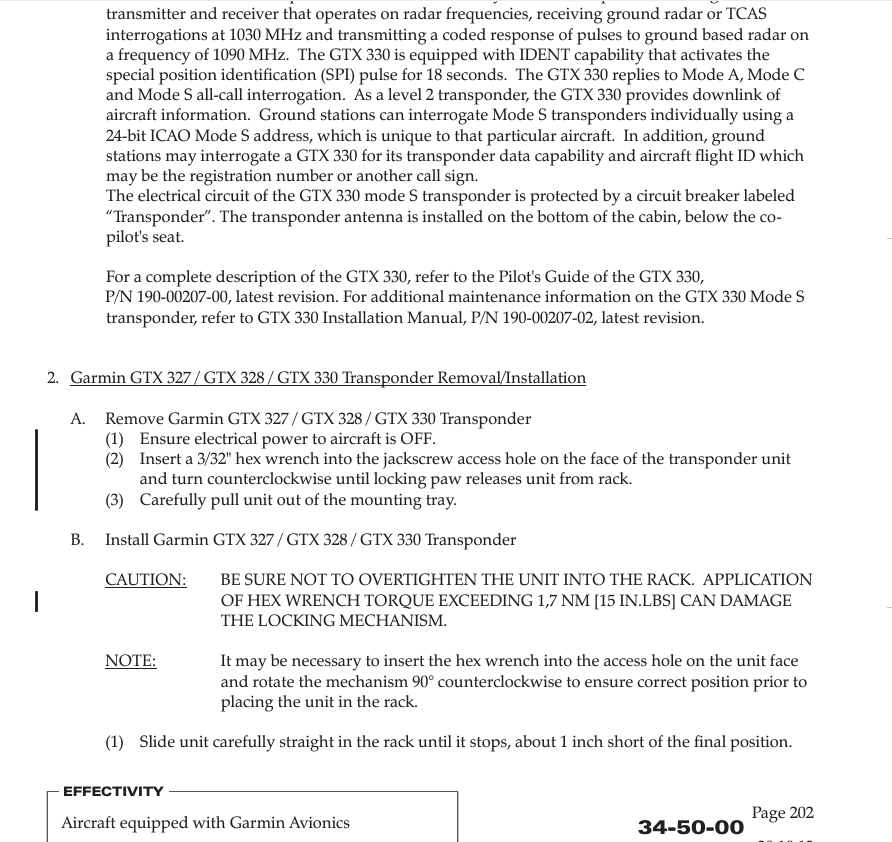 transmitter and receiver that operates on radar frequencies, receiving ground radar or TCAS
interrogations at 1030 MHz and transmitting a coded response of pulses to ground based radar on
a frequency of 1090 MHz.  The GTX 330 is equipped with IDENT capability that activates the
special position identification (SPI) pulse for 18 seconds.  The GTX 330 replies to Mode A, Mode C
and Mode S all-call interrogation.  As a level 2 transponder, the GTX 330 provides downlink of
aircraft information.  Ground stations can interrogate Mode S transponders individually using a
24-bit ICAO Mode S address, which is unique to that particular aircraft.  In addition, ground
stations may interrogate a GTX 330 for its transponder data capability and aircraft flight ID which
may be the registration number or another call sign.
The electrical circuit of the GTX 330 mode S transponder is protected by a circuit breaker labeled
“Transponder”. The transponder antenna is installed on the bottom of the cabin, below the co-
pilot's seat.
For a complete description of the GTX 330, refer to the Pilot's Guide of the GTX 330,
P/N 190-00207-00, latest revision. For additional maintenance information on the GTX 330 Mode S
transponder, refer to GTX 330 Installation Manual, P/N 190-00207-02, latest revision.
2. Garmin GTX 327 / GTX 328 / GTX 330 Transponder Removal/Installation
A. Remove Garmin GTX 327 / GTX 328 / GTX 330 Transponder
(1) Ensure electrical power to aircraft is OFF.
(2) Insert a 3/32" hex wrench into the jackscrew access hole on the face of the transponder unit
and turn counterclockwise until locking paw releases unit from rack.
(3) Carefully pull unit out of the mounting tray.
B. Install Garmin GTX 327 / GTX 328 / GTX 330 Transponder
CAUTION: BE SURE NOT TO OVERTIGHTEN THE UNIT INTO THE RACK.  APPLICATION
OF HEX WRENCH TORQUE EXCEEDING 1,7 NM [15 IN.LBS] CAN DAMAGE
THE LOCKING MECHANISM.
NOTE: It may be necessary to insert the hex wrench into the access hole on the unit face
and rotate the mechanism 90° counterclockwise to ensure correct position prior to
placing the unit in the rack.
(1) Slide unit carefully straight in the rack until it stops, about 1 inch short of the final position.
EFFECTIVITY
Aircraft equipped with Garmin Avionics
34-50-00 Page 202